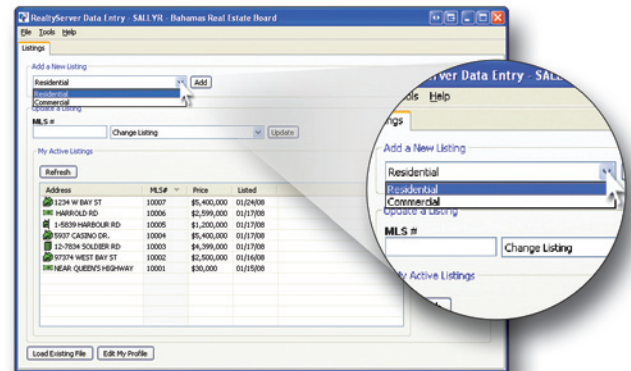 RealtyServer Data Entry - SALLYR - Bahamas Real Estate Board
File Tools Help
Listings
Add a New Listing
Residential Add
Residential
Commercial
Update a Listing
MLS #
Change Listing Update
My Active Listings
Refresh
Address MLS# Price Listed
1234 W BAY ST 10007 $5,400,000 01/24/08
HARROLD RD 10006 $2,599,000 01/17/08
1-5839 HARBOUR RD 10005 $1,200,000 01/17/08
5937 CASINO DR. 10004 $5,400,000 01/17/08
12-7834 SOLDIER RD 10003 $4,399,000 01/17/08
97374 WEST BAY ST 10002 $2,500,000 01/16/08
NEAR QUEEN'S HIGHWAY 10001 $30,000 01/15/08
Load Existing File Edit My Profile
rver Data Entry - SALL
ols Help
ngs
Add a New Listing
Residential
Residential
Commercial
Update a Listing
MLS #
Change Listing
y Active Listings